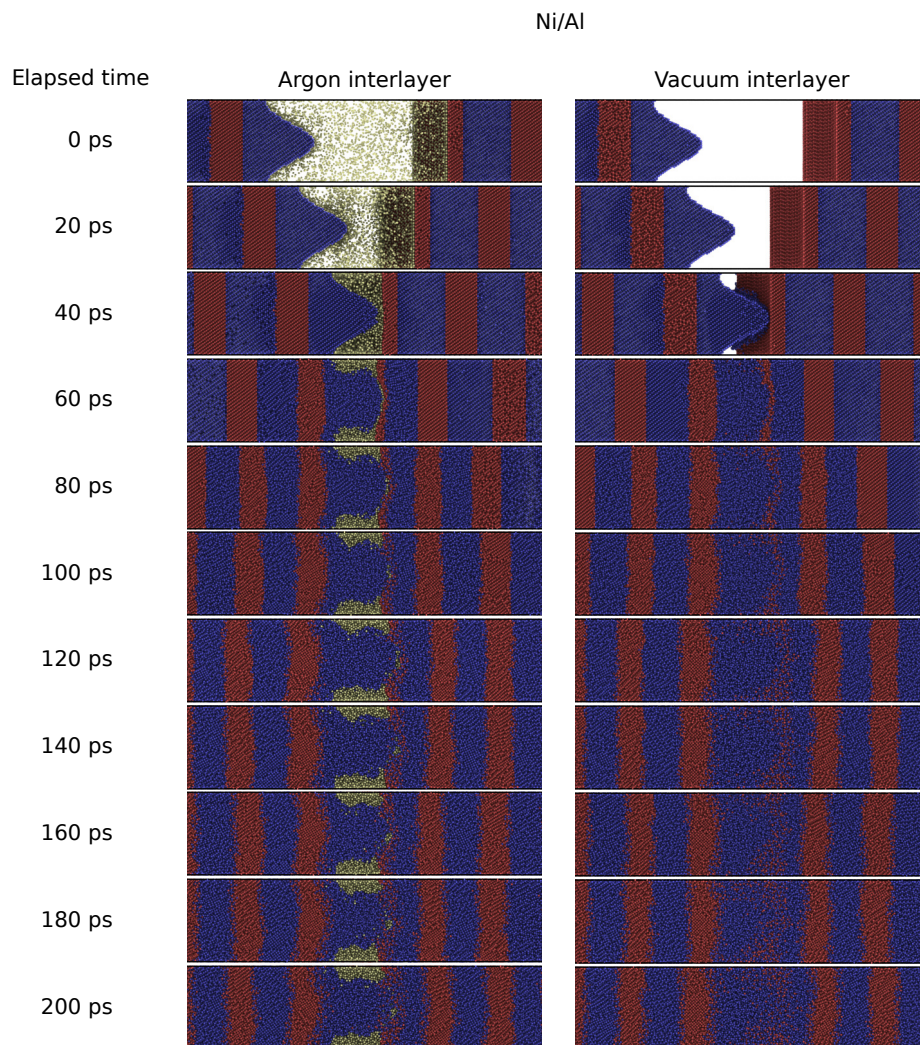 Ni/Al
Elapsed time
Argon interlayer
Vacuum interlayer
0 ps
20 ps
40 ps
60 ps
80 ps
100 ps
120 ps
140 ps
160 ps
180 ps
200 ps